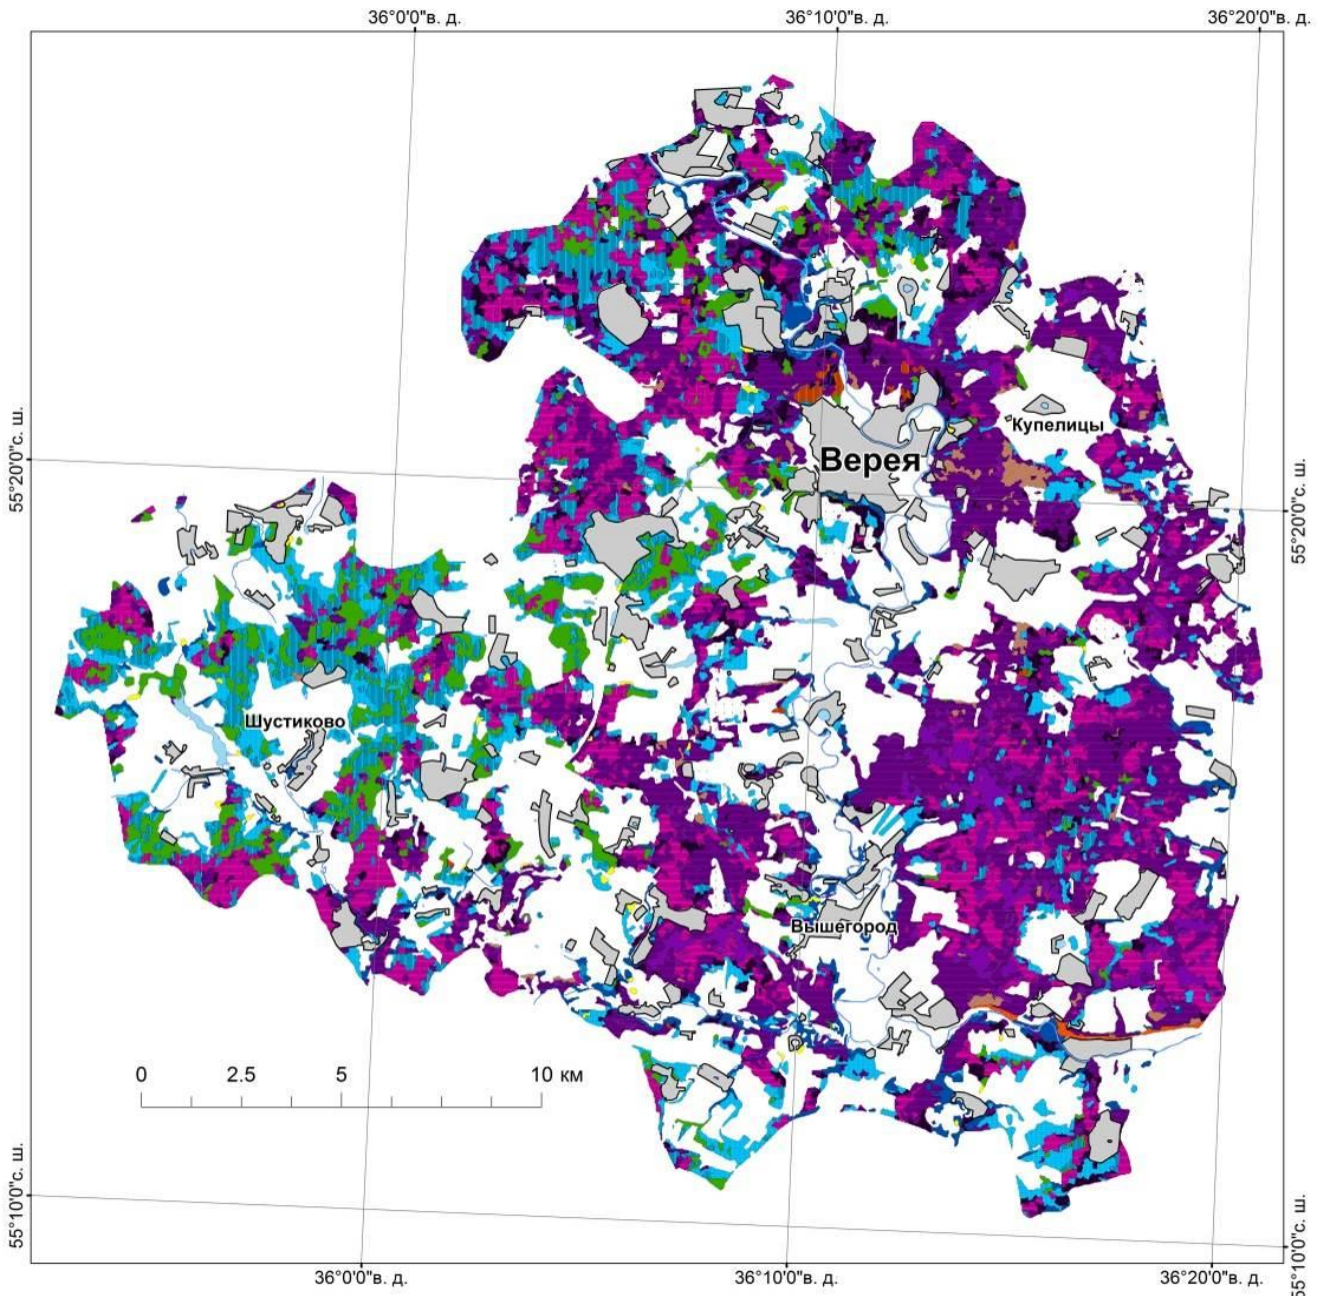 36°0'0"в. д.
36°10'0"в. д.
36°20'0"в. д.
55°20'0"с. ш.
Купелицы
Верея
55°20'0"с. ш.
Шустиково
Вышегород
0 2.5 5 10 км
55°10'0"с. ш.
55°10'0"с. ш.
36°0'0"в. д.
36°10'0"в. д.
36°20'0"в. д.